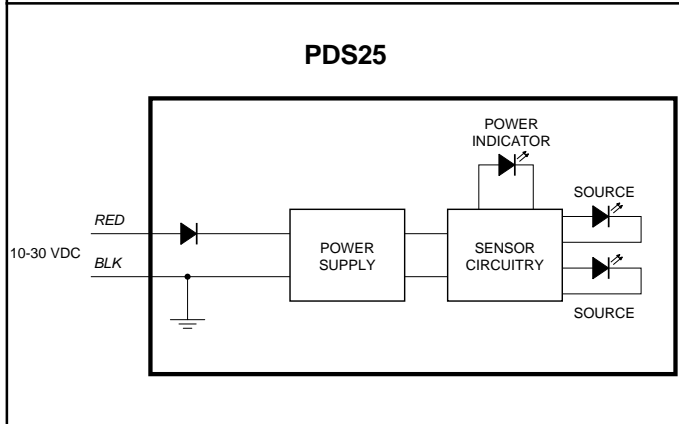 PDS25
POWER
INDICATOR
SOURCE
RED
10-30 VDC
BLK
POWER
SUPPLY
SENSOR
CIRCUITRY
SOURCE